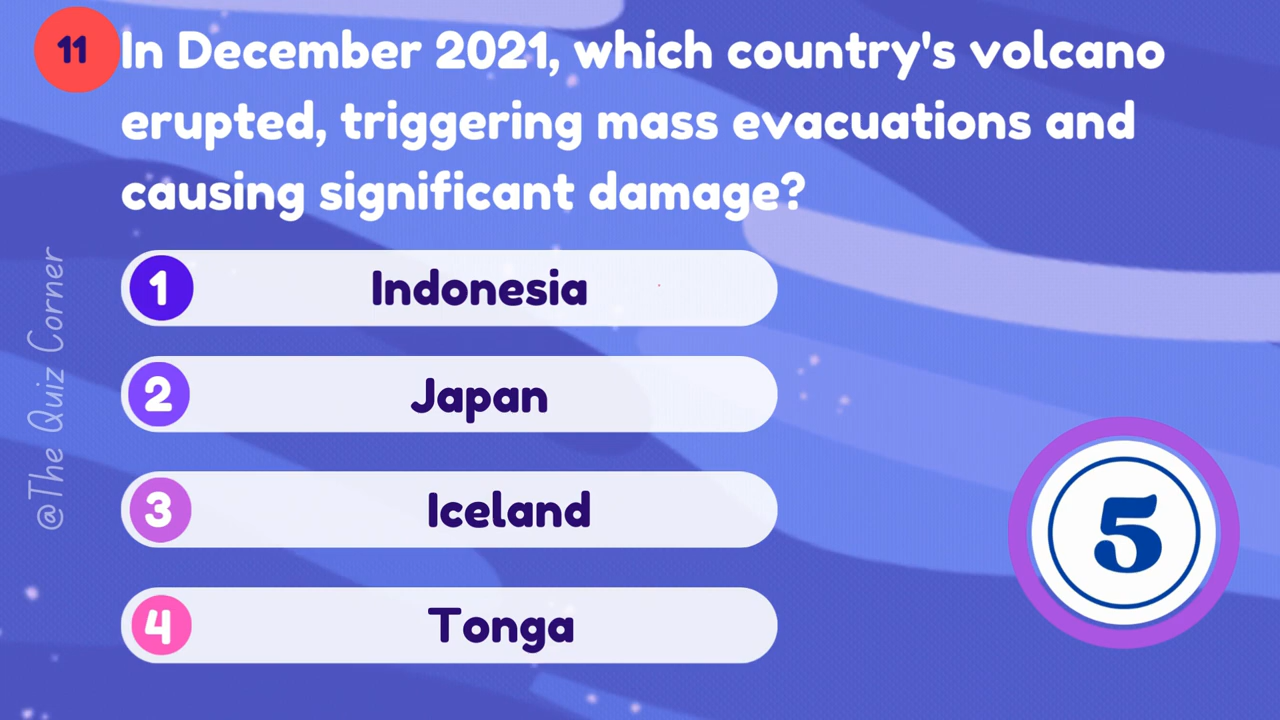 11
In December 2021, which country's volcano
erupted, triggering mass evacuations and
causing significant damage?
1 Indonesia
2 Japan
3 Iceland
4 Tonga
5
@The Quiz Corner